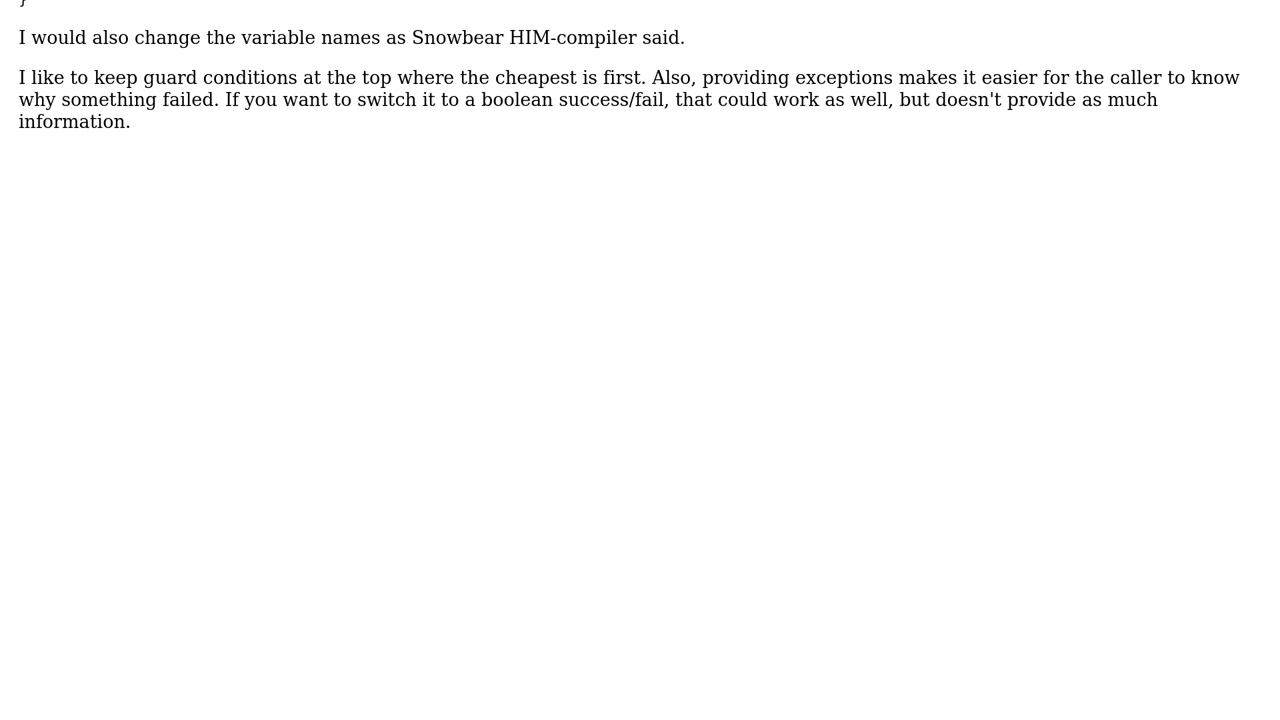 }
I would also change the variable names as Snowbear HIM-compiler said.
I like to keep guard conditions at the top where the cheapest is first. Also, providing exceptions makes it easier for the caller to know
why something failed. If you want to switch it to a boolean success/fail, that could work as well, but doesn't provide as much
information.